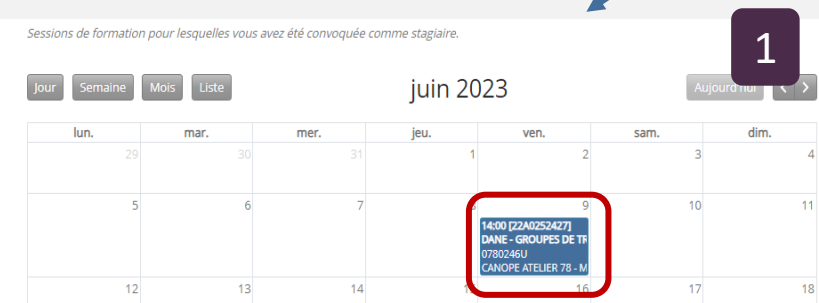 Sessions de formation pour lesquelles vous avez été convoquée comme stagiaire.
1
Jour Semaine Mois Liste juin 2023
lun. mar. mer. jeu. ven. sam. dim.
29 30 31 1 2 3 4
5 6 7 9 10 11
14:00 [22A0252427]
DANE - GROUPES DE TR
0780246U
CANOPE ATELIER 78 - M
12 13 14 16 17 18